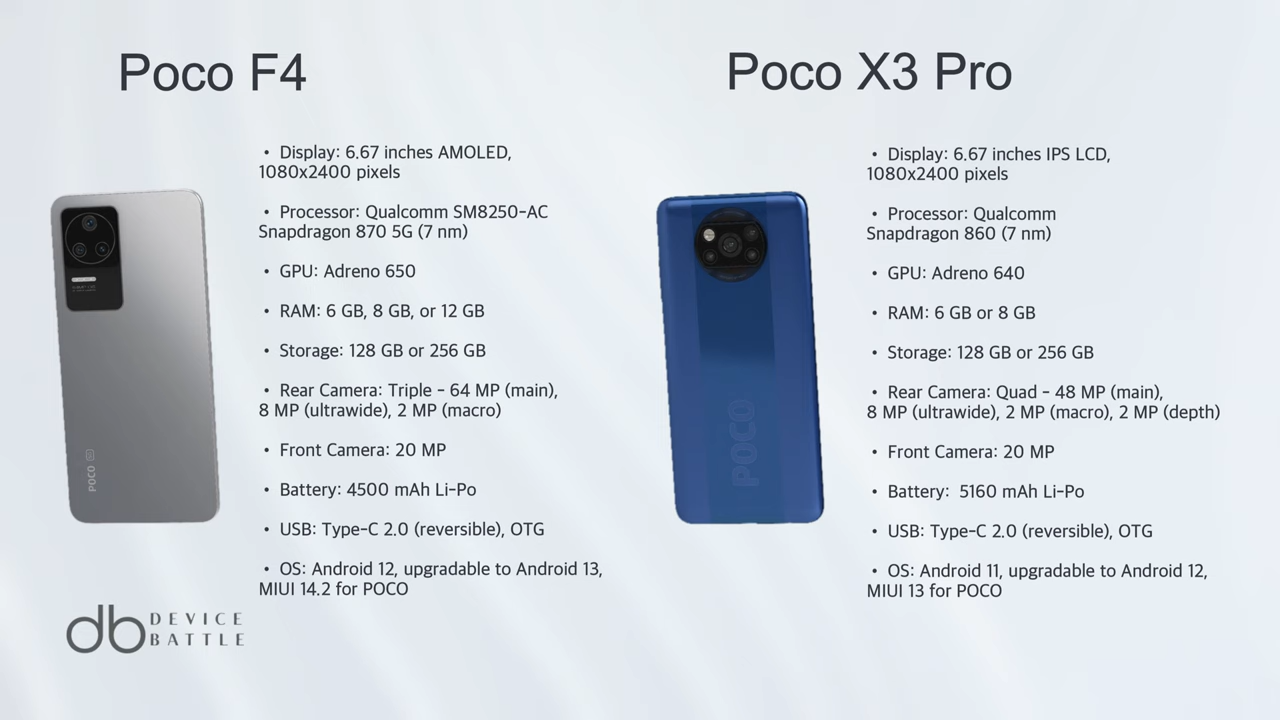 Poco F4
• Display: 6.67 inches AMOLED,
1080x2400 pixels
• Processor: Qualcomm SM8250-AC
Snapdragon 870 5G (7 nm)
• GPU: Adreno 650
• RAM: 6 GB, 8 GB, or 12 GB
• Storage: 128 GB or 256 GB
• Rear Camera: Triple - 64 MP (main),
8 MP (ultrawide), 2 MP (macro)
• Front Camera: 20 MP
• Battery: 4500 mAh Li-Po
• USB: Type-C 2.0 (reversible), OTG
• OS: Android 12, upgradable to Android 13,
MIUI 14.2 for POCO
POCO 5G
Poco X3 Pro
• Display: 6.67 inches IPS LCD,
1080x2400 pixels
• Processor: Qualcomm
Snapdragon 860 (7 nm)
• GPU: Adreno 640
• RAM: 6 GB or 8 GB
• Storage: 128 GB or 256 GB
• Rear Camera: Quad - 48 MP (main),
8 MP (ultrawide), 2 MP (macro), 2 MP (depth)
• Front Camera: 20 MP
• Battery: 5160 mAh Li-Po
• USB: Type-C 2.0 (reversible), OTG
• OS: Android 11, upgradable to Android 12,
MIUI 13 for POCO
POCO
db DEVICE
BATTLE